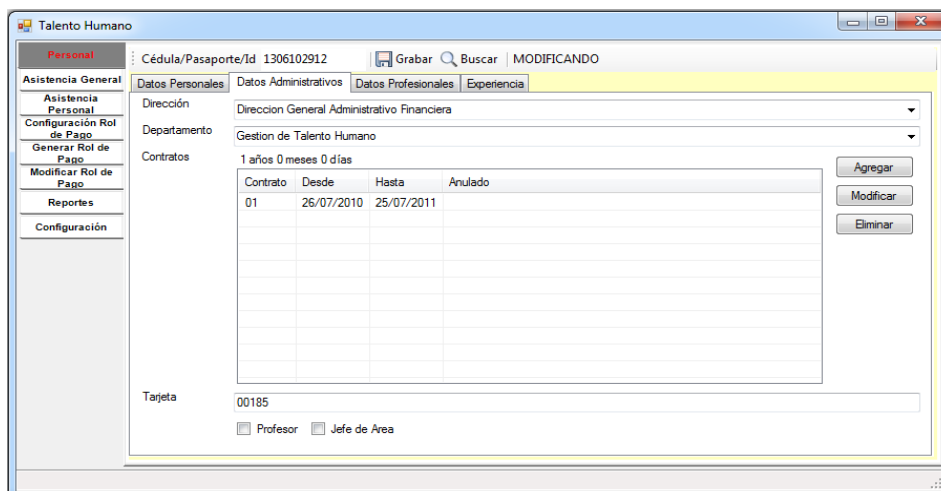 Talento Humano
Personal
Asistencia General
Asistencia
Personal
Configuración Rol
de Pago
Generar Rol de
Pago
Modificar Rol de
Pago
Reportes
Configuración
Cédula/Pasaporte/Id 1306102912 Grabar Buscar MODIFICANDO
Datos Personales Datos Administrativos Datos Profesionales Experiencia
Dirección Direccion General Administrativo Financiera
Departamento Gestion de Talento Humano
Contratos 1 años 0 meses 0 días
Contrato Desde Hasta Anulado
01 26/07/2010 25/07/2011
Agregar
Modificar
Eliminar
Tarjeta 00185
Profesor Jefe de Area